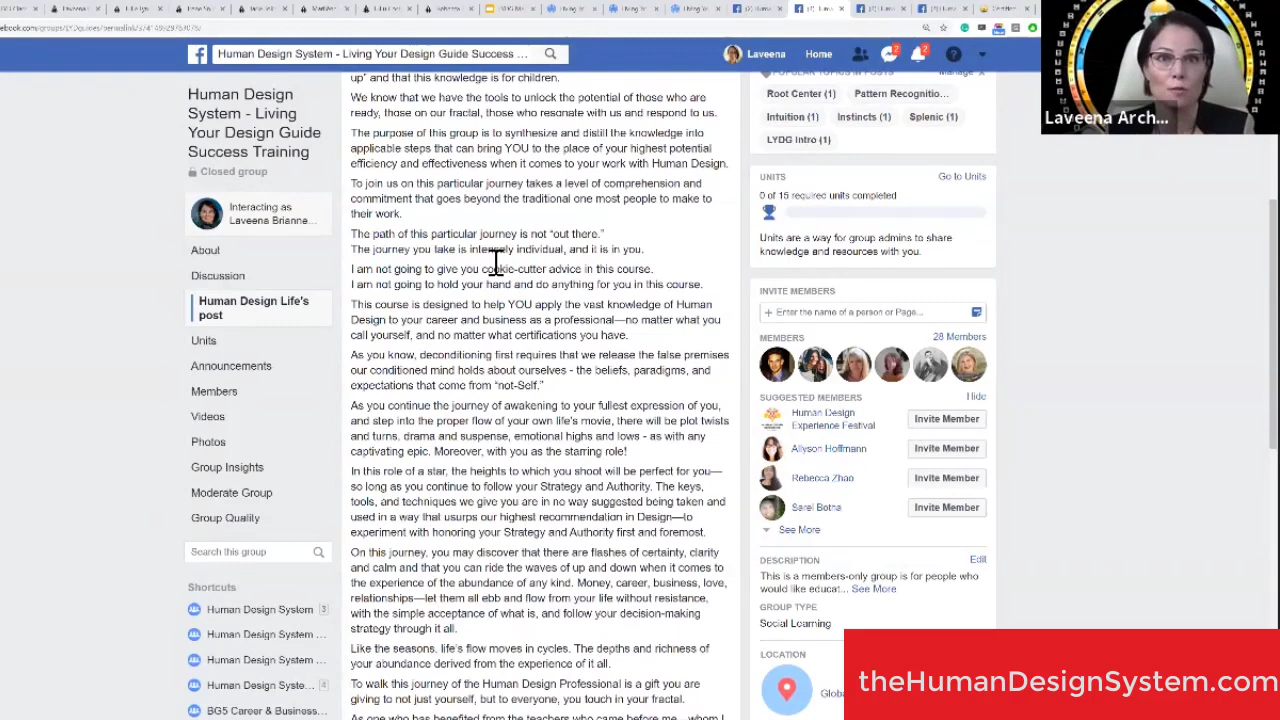 ebook.com/groups/LYDguides/permalink/
Human Design System - Living Your Design Guide Success ...
Laveena
Home
2
2
Laveena Arch...
Human Design
System - Living
Your Design Guide
Success Training
Closed group
Interacting as
Laveena Brianne...
About
Discussion
Human Design Life's
post
Units
Announcements
Members
Videos
Photos
Group Insights
Moderate Group
Group Quality
Search this group
Shortcuts
Human Design System 3
Human Design System ...
Human Design System ...
Human Design Syste... 4
BG5 Career & Business...
up" and that this knowledge is for children.
We know that we have the tools to unlock the potential of those who are
ready, those on our fractal, those who resonate with us and respond to us.
The purpose of this group is to synthesize and distill the knowledge into
applicable steps that can bring YOU to the place of your highest potential
efficiency and effectiveness when it comes to your work with Human Design.
To join us on this particular journey takes a level of comprehension and
commitment that goes beyond the traditional one most people to make to
their work.
The path of this particular journey is not "out there."
The journey you take is intensely individual, and it is in you.
I am not going to give you cookie-cutter advice in this course.
I am not going to hold your hand and do anything for you in this course.
This course is designed to help YOU apply the vast knowledge of Human
Design to your career and business as a professional—no matter what you
call yourself, and no matter what certifications you have.
As you know, deconditioning first requires that we release the false premises
our conditioned mind holds about ourselves - the beliefs, paradigms, and
expectations that come from "not-Self."
As you continue the journey of awakening to your fullest expression of you,
and step into the proper flow of your own life's movie, there will be plot twists
and turns, drama and suspense, emotional highs and lows - as with any
captivating epic. Moreover, with you as the starring role!
In this role of a star, the heights to which you shoot will be perfect for you—
so long as you continue to follow your Strategy and Authority. The keys,
tools, and techniques we give you are in no way suggested being taken and
used in a way that usurps our highest recommendation in Design—to
experiment with honoring your Strategy and Authority first and foremost.
On this journey, you may discover that there are flashes of certainty, clarity
and calm and that you can ride the waves of up and down when it comes to
the experience of the abundance of any kind. Money, career, business, love,
relationships—let them all ebb and flow from your life without resistance,
with the simple acceptance of what is, and follow your decision-making
strategy through it all.
Like the seasons, life's flow moves in cycles. The depths and richness of
your abundance derived from the experience of it all.
To walk this journey of the Human Design Professional is a gift you are
giving to not just yourself, but to everyone, you touch in your fractal.
As one who has benefited from the teachers who came before me—whom I
POPULAR TOPICS IN POSTS
Manage
Root Center (1)
Pattern Recognitio...
Intuition (1)
Instincts (1)
Splenic (1)
LYDG Intro (1)
UNITS
Go to Units
0 of 15 required units completed
Units are a way for group admins to share
knowledge and resources with you.
INVITE MEMBERS
+ Enter the name of a person or Page...
MEMBERS
28 Members
SUGGESTED MEMBERS
Hide
Human Design
Experience Festival
Invite Member
Allyson Hoffmann
Invite Member
Rebecca Zhao
Invite Member
Sarel Botha
Invite Member
See More
DESCRIPTION
Edit
This is a members-only group is for people who
would like educat... See More
GROUP TYPE
Social Learning
LOCATION
Globa
theHumanDesignSystem.com